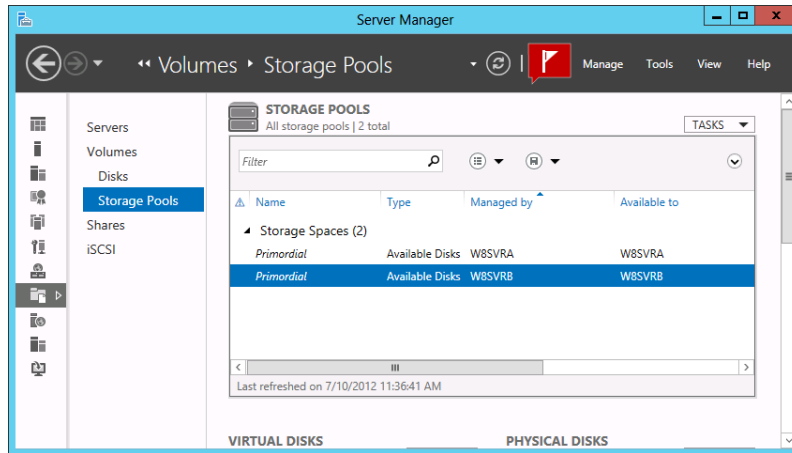 Server Manager
Volumes Storage Pools
Manage Tools View Help
Servers
Volumes
Disks
Storage Pools
Shares
iSCSI
STORAGE POOLS
All storage pools | 2 total
TASKS
Filter
Name Type Managed by Available to
Storage Spaces (2)
Primordial Available Disks W8SVRA W8SVRA
Primordial Available Disks W8SVRB W8SVRB
Last refreshed on 7/10/2012 11:36:41 AM
VIRTUAL DISKS PHYSICAL DISKS